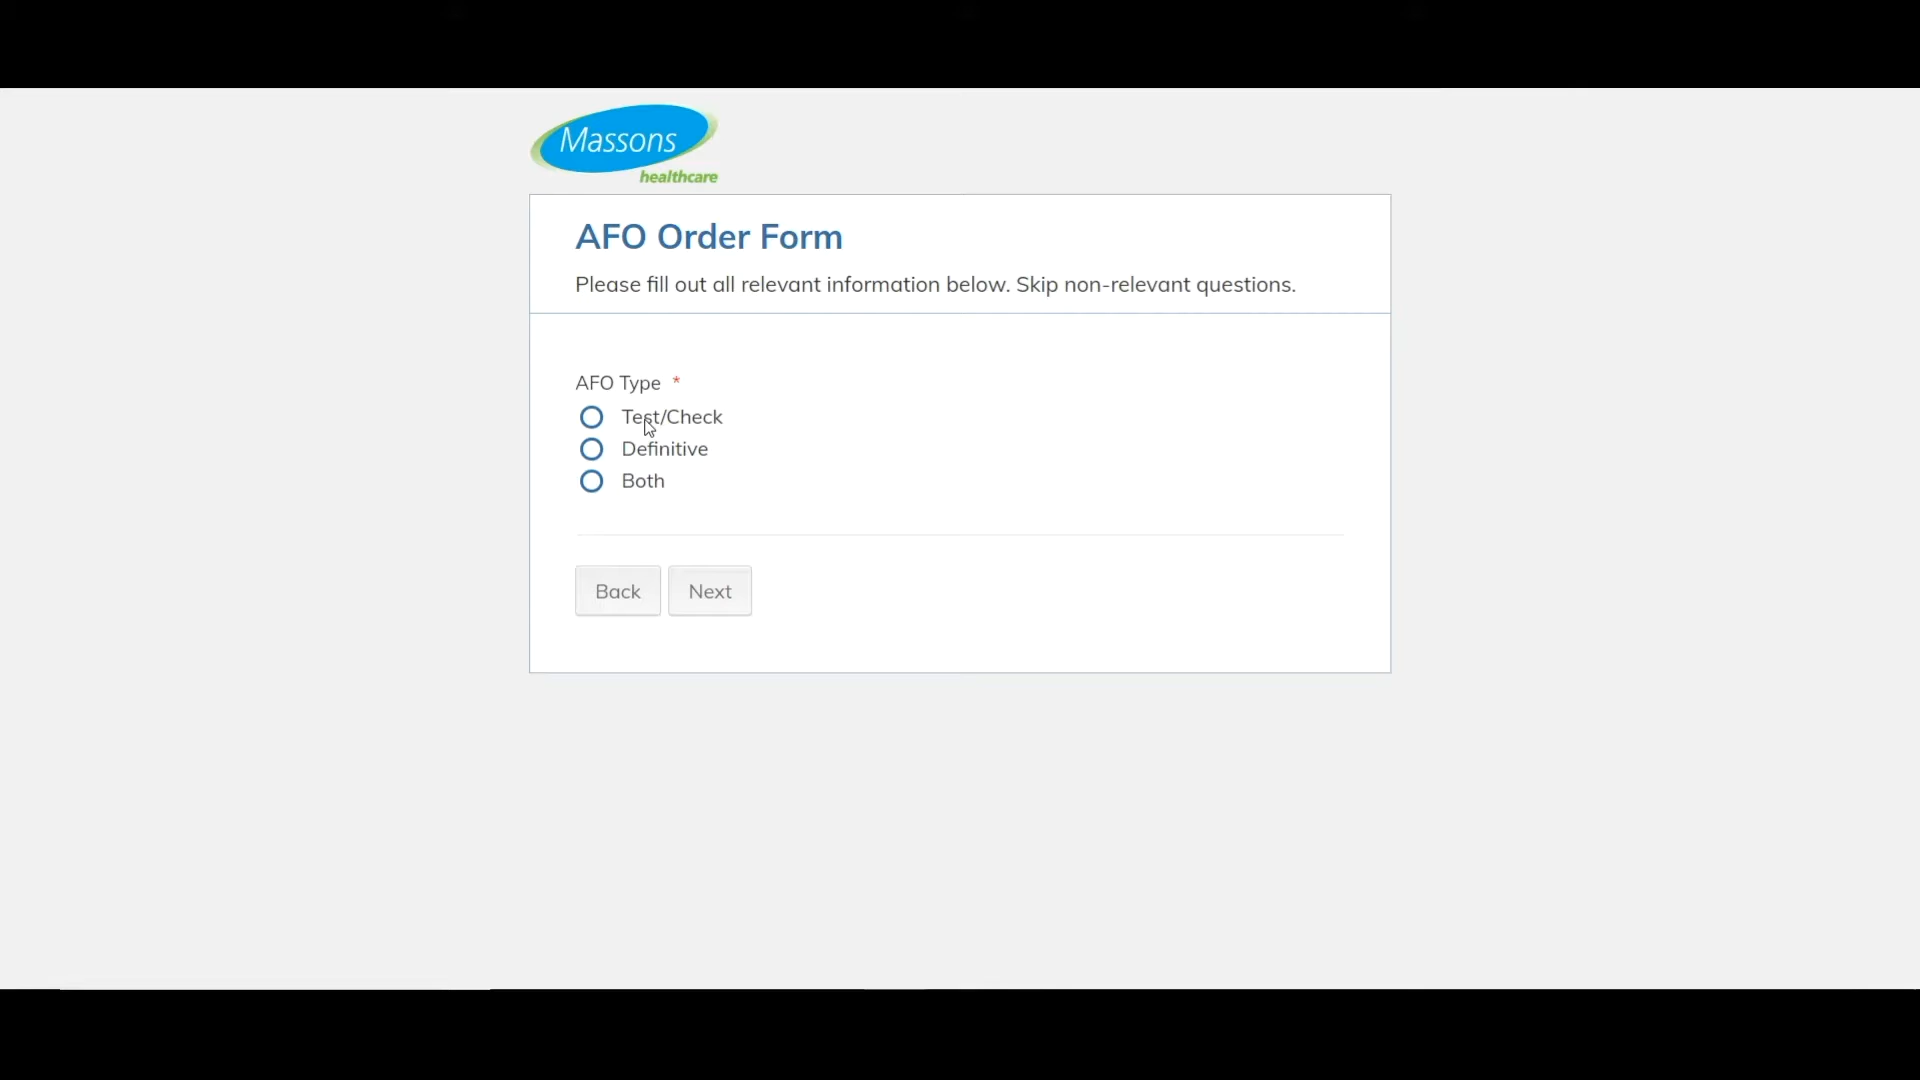 Massons
healthcare
AFO Order Form
Please fill out all relevant information below. Skip non-relevant questions.
AFO Type *
Test/Check
Definitive
Both
Back Next